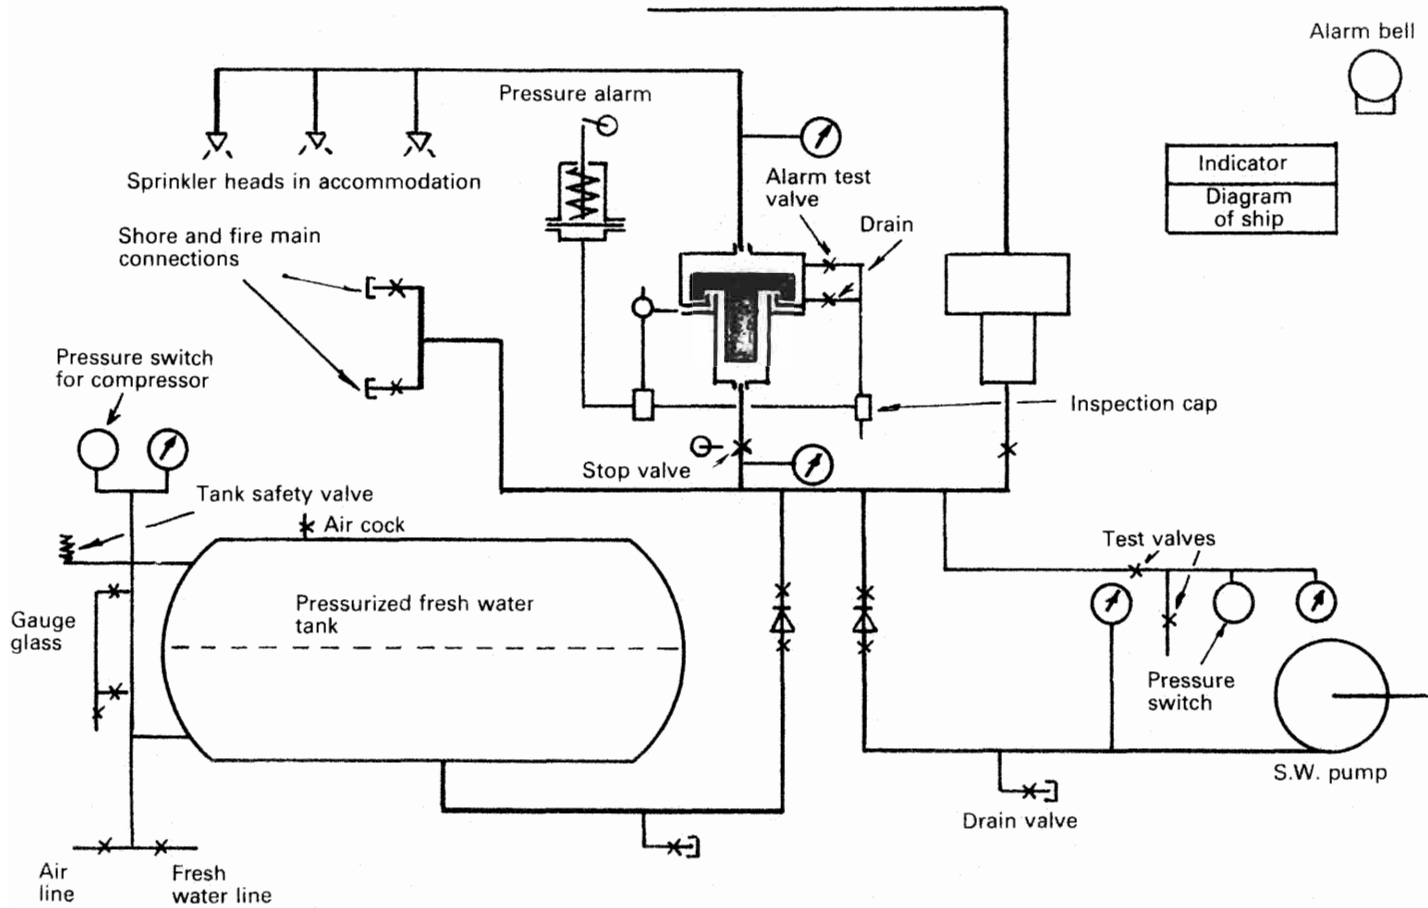 Alarm bell
Pressure alarm
Sprinkler heads in accommodation
Alarm test
valve
Indicator
Diagram
of ship
Drain
Shore and fire main
connections
Pressure switch
for compressor
Inspection cap
Stop valve
Tank safety valve
Air cock
Test valves
Pressurized fresh water
tank
Gauge
glass
Pressure
switch
S.W. pump
Drain valve
Air
line
Fresh
water line